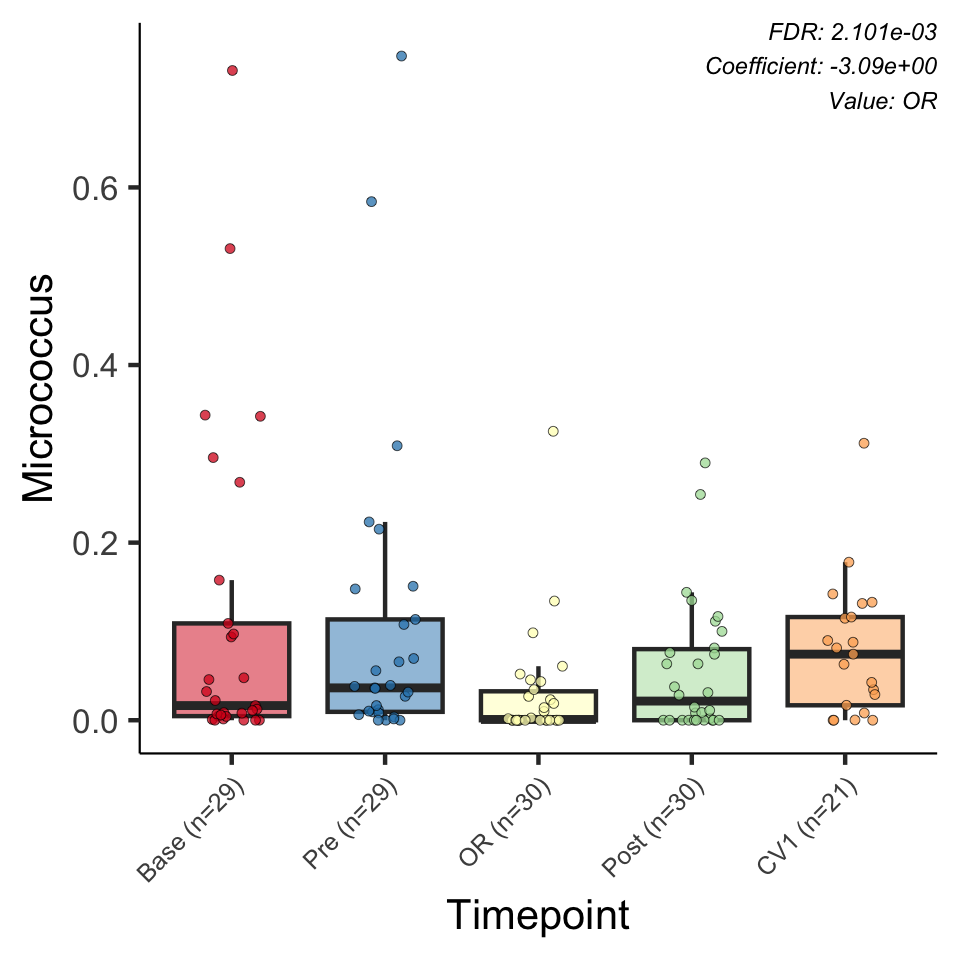 FDR: 2.101e-03
Coefficient: -3.09e+00
Value: OR
Micrococcus
0.6
0.4
0.2
0.0
Base (n=29)
Pre (n=29)
OR (n=30)
Post (n=30)
CV1 (n=21)
Timepoint